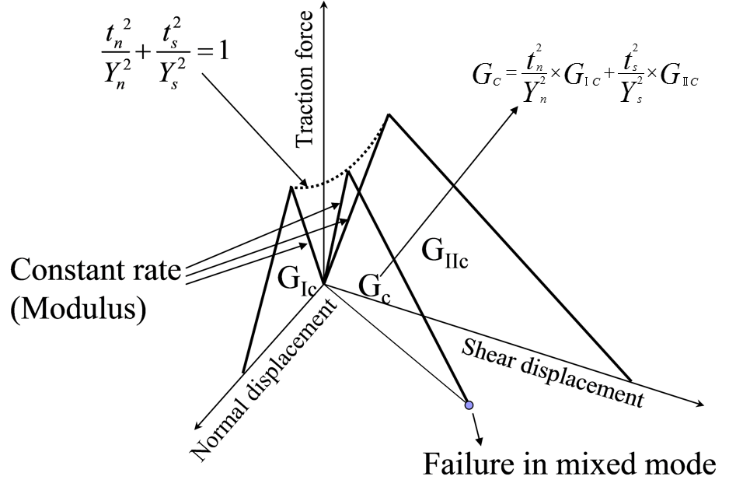 t_n^2/Y_n^2 + t_s^2/Y_s^2 = 1
Traction force
G_C = t_n^2/Y_n^2 × G_ⅠC + t_s^2/Y_s^2 × G_ⅡC
Constant rate
(Modulus)
G_Ic
G_c
G_IIc
Normal displacement
Shear displacement
Failure in mixed mode